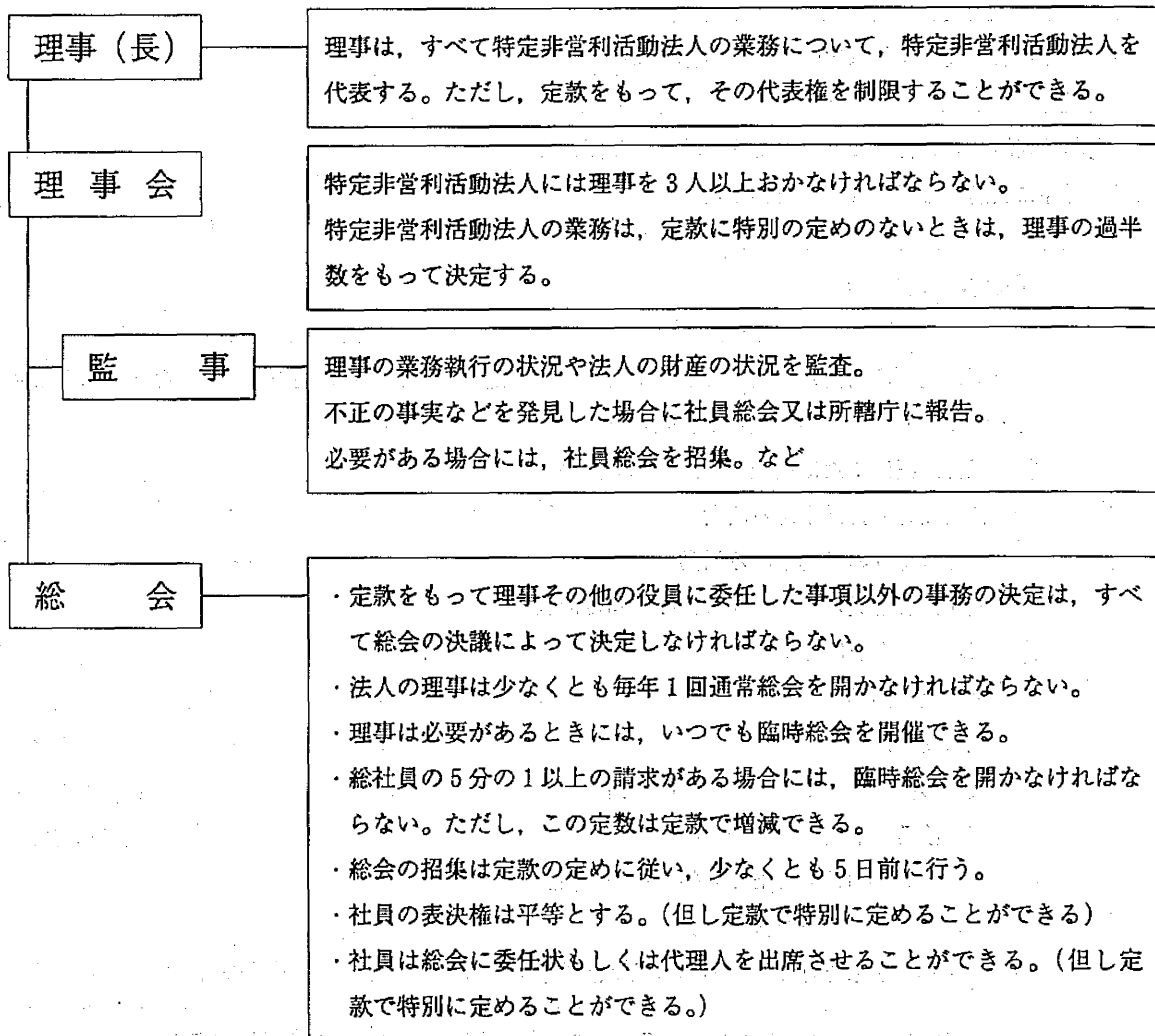 理事(長)
理事は,すべて特定非営利活動法人の業務について,特定非営利活動法人を
代表する。ただし,定款をもって,その代表権を制限することができる。
理事会
特定非営利活動法人には理事を3人以上おかなければならない。
特定非営利活動法人の業務は,定款に特別の定めのないときは,理事の過半
数をもって決定する。
監事
理事の業務執行の状況や法人の財産の状況を監査。
不正の事実などを発見した場合に社員総会又は所轄庁に報告。
必要がある場合には,社員総会を招集。など
総会
・定款をもって理事その他の役員に委任した事項以外の事務の決定は,すべ
て総会の決議によって決定しなければならない。
・法人の理事は少なくとも毎年1回通常総会を開かなければならない。
・理事は必要があるときには,いつでも臨時総会を開催できる。
・総社員の5分の1以上の請求がある場合には,臨時総会を開かなければな
らない。ただし,この定数は定款で増減できる。
・総会の招集は定款の定めに従い,少なくとも5日前に行う。
・社員の表決権は平等とする。(但し定款で特別に定めることができる)
・社員は総会に委任状もしくは代理人を出席させることができる。(但し定
款で特別に定めることができる。)